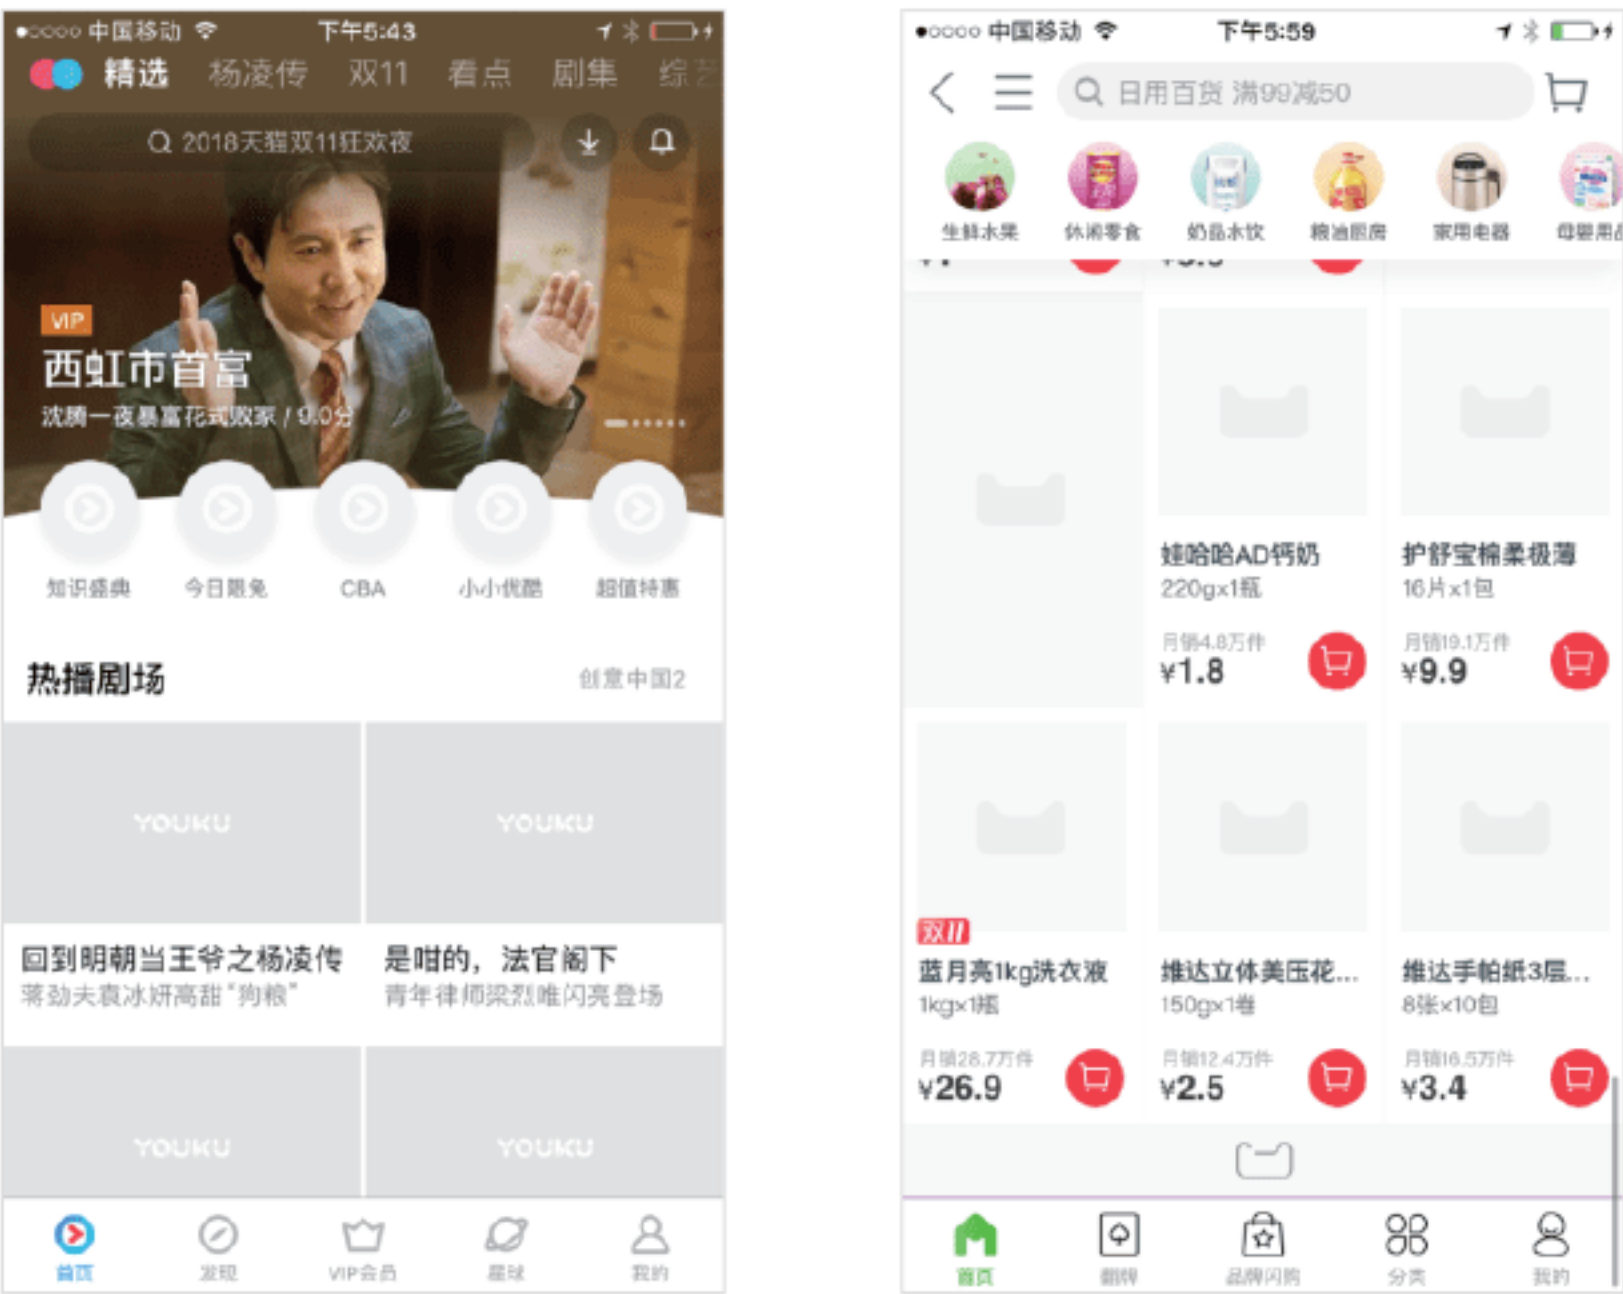 中国移动
下午5:43
精选 杨凌传 双11 看点 剧集 综艺
2018天猫双11狂欢夜
VIP
西虹市首富
沈腾一夜暴富花式败家 / 9.0分
知识盛典 今日限免 CBA 小小优酷 超值特惠
热播剧场
创意中国2
YOUKU YOUKU
回到明朝当王爷之杨凌传
蒋劲夫袁冰妍高甜“狗粮”
是咁的，法官阁下
青年律师梁烈唯闪亮登场
YOUKU YOUKU
首页 发现 VIP会员 星球 我的
中国移动
下午5:59
日用百货 满99减50
生鲜水果 休闲零食 奶品水饮 粮油厨房 家用电器 母婴用品
娃哈哈AD钙奶
220gx1瓶
月销4.8万件
¥1.8
护舒宝棉柔极薄
16片x1包
月销19.1万件
¥9.9
双11
蓝月亮1kg洗衣液
1kgx1瓶
月销28.7万件
¥26.9
维达立体美压花...
150gx1卷
月销12.4万件
¥2.5
维达手帕纸3层...
8张x10包
月销16.5万件
¥3.4
首页 翻牌 品牌闪购 分类 我的